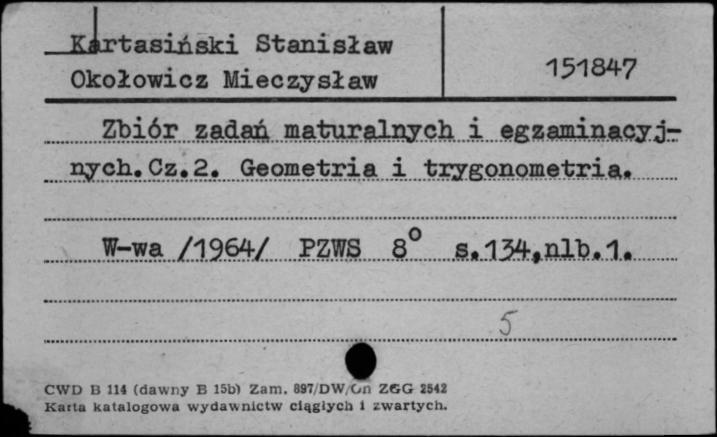 Kartasiński Stanisław
Okołowicz Mieczysław
151847
Zbiór zadań maturalnych i egzaminacyj-
nych. Cz. 2. Geometria i trygonometria.
W-wa /1964/ PZWS 8° s.134,nlb.1.
5
CWD B 114 (dawny B 15b) Zam. 897/DW/Gn ZGG 2542
Karta katalogowa wydawnictw ciągłych i zwartych.